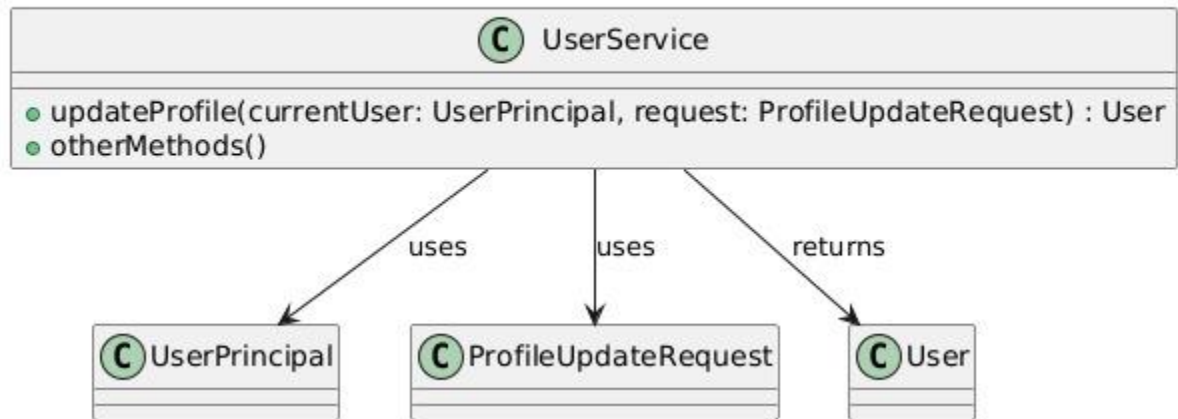 C UserService
updateProfile(currentUser: UserPrincipal, request: ProfileUpdateRequest) : User
otherMethods()
uses
uses
returns
C UserPrincipal
C ProfileUpdateRequest
C User